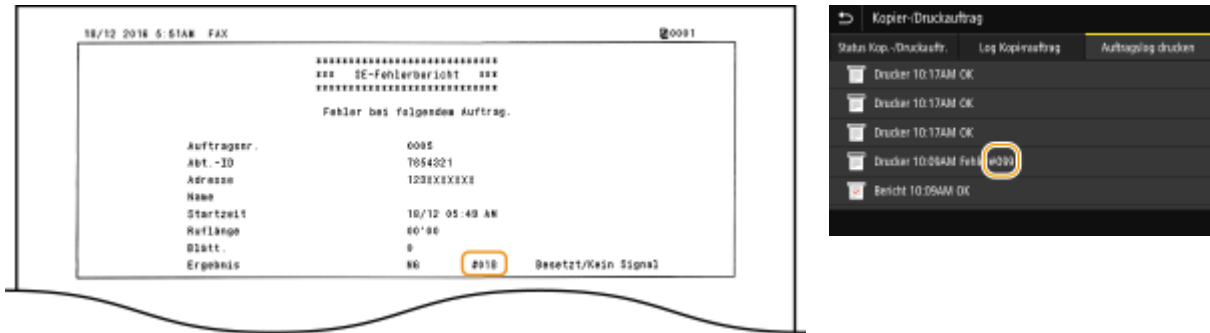 18/12 2016 5:51AM FAX 0001
*****************************
*** SE-Fehlerbericht ***
*****************************
Fehler bei folgendem Auftrag.
Auftragsnr. 0005
Abt.-ID 7654321
Adresse 123XXXXXXX
Name
Startzeit 18/12 05:49 AM
Ruflänge 00'00
Blätt. 0
Ergebnis NG #018 Besetzt/Kein Signal
Kopier-/Druckauftrag
Status Kop.-/Druckauftr. Log Kopierauftrag Auftragslog drucken
Drucker 10:17AM OK
Drucker 10:17AM OK
Drucker 10:17AM OK
Drucker 10:08AM Fehl #099
Bericht 10:09AM OK